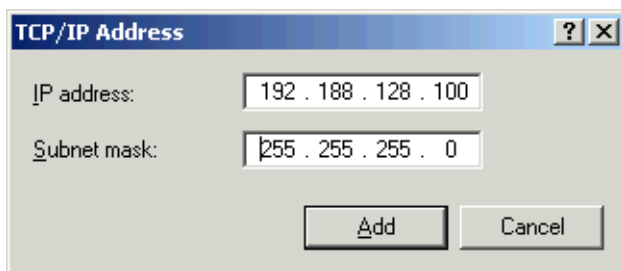 TCP/IP Address
IP address: 192 . 188 . 128 . 100
Subnet mask: 255 . 255 . 255 . 0
Add Cancel